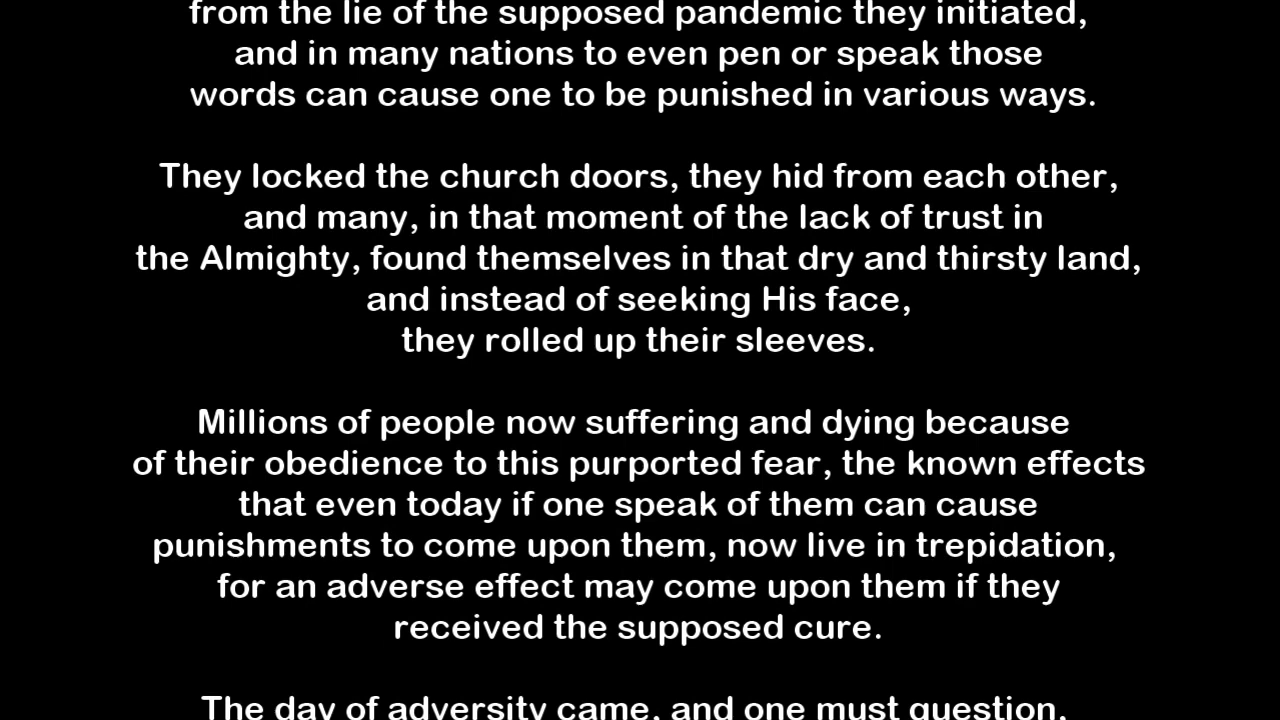 from the lie of the supposed pandemic they initiated,
and in many nations to even pen or speak those
words can cause one to be punished in various ways.
They locked the church doors, they hid from each other,
and many, in that moment of the lack of trust in
the Almighty, found themselves in that dry and thirsty land,
and instead of seeking His face,
they rolled up their sleeves.
Millions of people now suffering and dying because
of their obedience to this purported fear, the known effects
that even today if one speak of them can cause
punishments to come upon them, now live in trepidation,
for an adverse effect may come upon them if they
received the supposed cure.
The day of adversity came, and one must question,